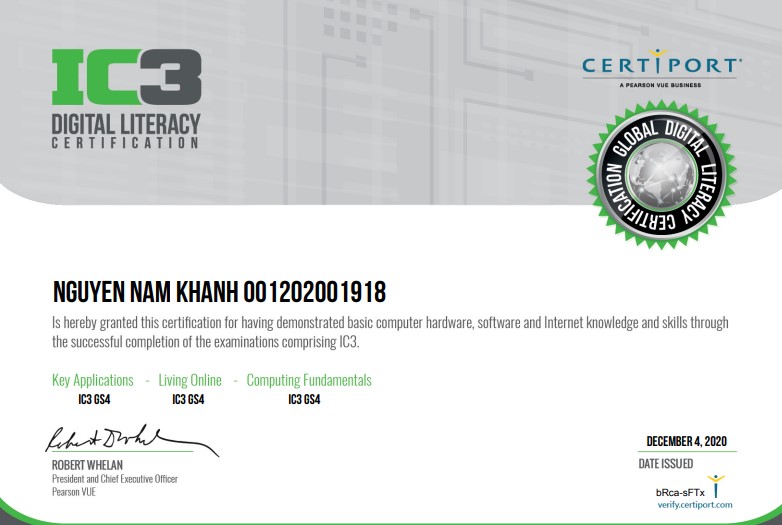 IC3
DIGITAL LITERACY
CERTIFICATION
CERTIPORT
A PEARSON VUE BUSINESS
GLOBAL DIGITAL LITERACY CERTIFICATION
NGUYEN NAM KHANH 001202001918
Is hereby granted this certification for having demonstrated basic computer hardware, software and Internet knowledge and skills through
the successful completion of the examinations comprising IC3.
Key Applications - Living Online - Computing Fundamentals
IC3 GS4 IC3 GS4 IC3 GS4
ROBERT WHELAN
President and Chief Executive Officer
Pearson VUE
DECEMBER 4, 2020
DATE ISSUED
bRca-sFTx
verify.certiport.com